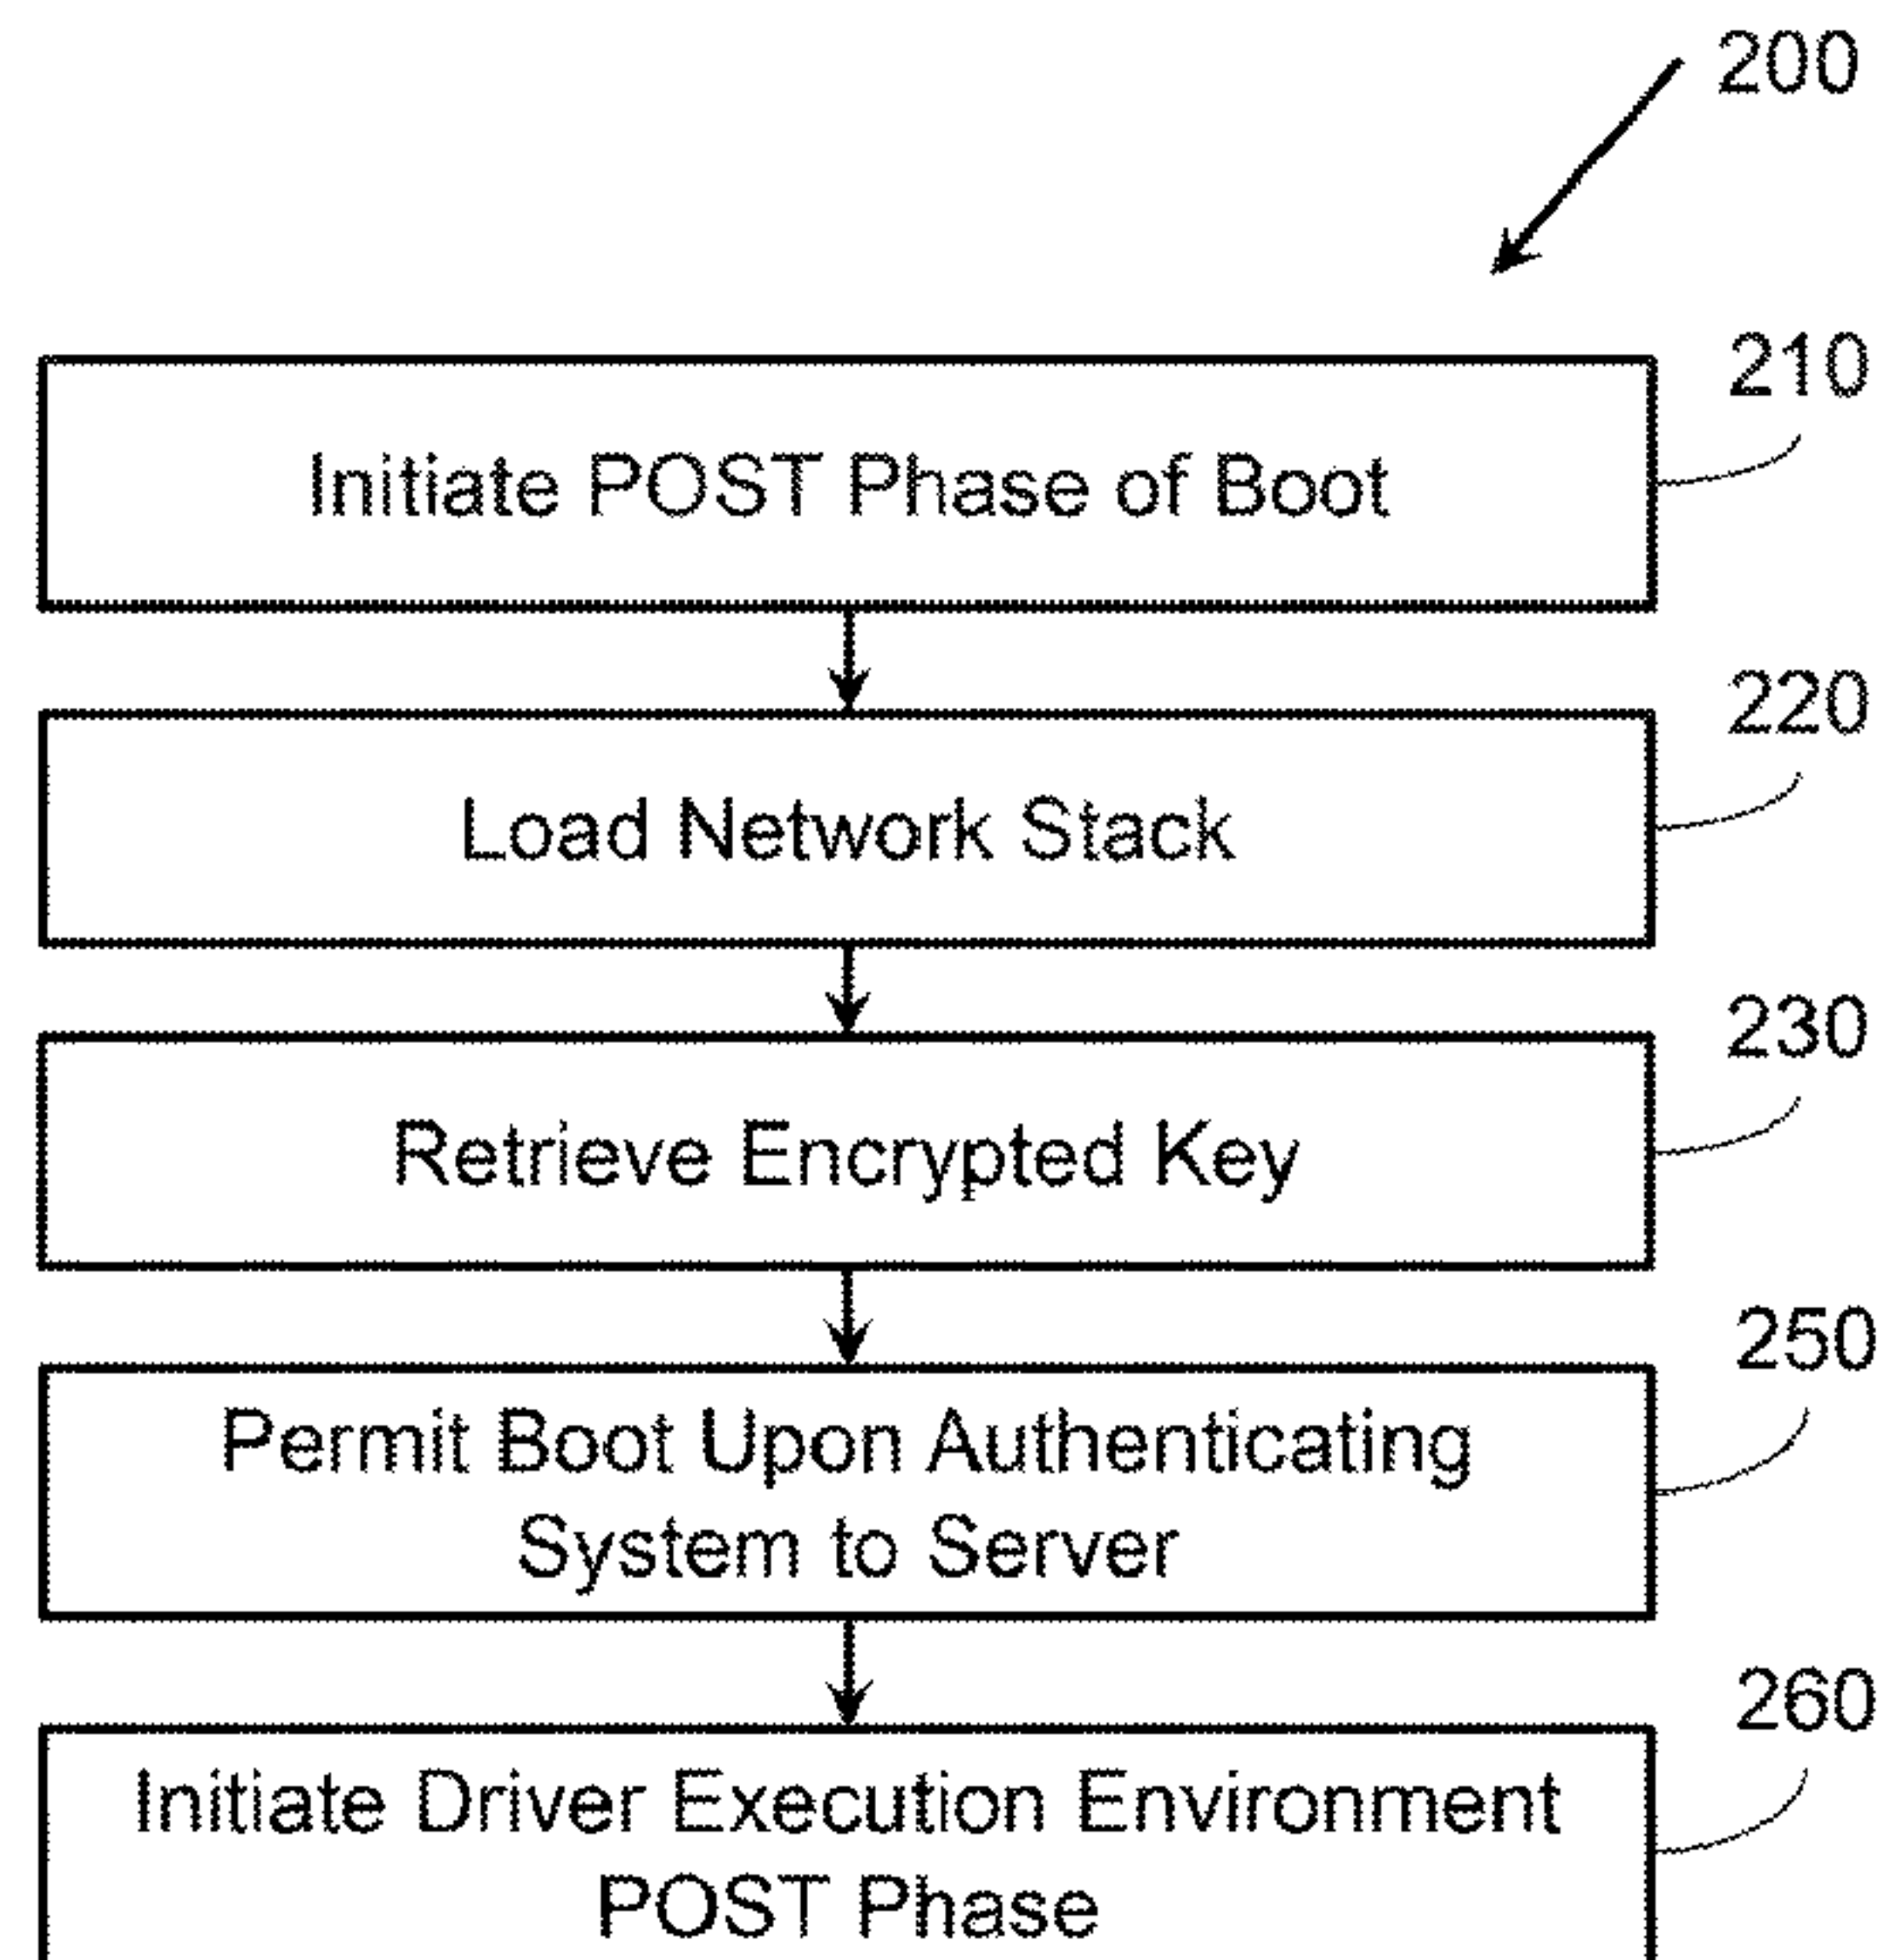 200
210
Initiate POST Phase of Boot
220
Load Network Stack
230
Retrieve Encrypted Key
250
Permit Boot Upon Authenticating
System to Server
260
Initiate Driver Execution Environment
POST Phase